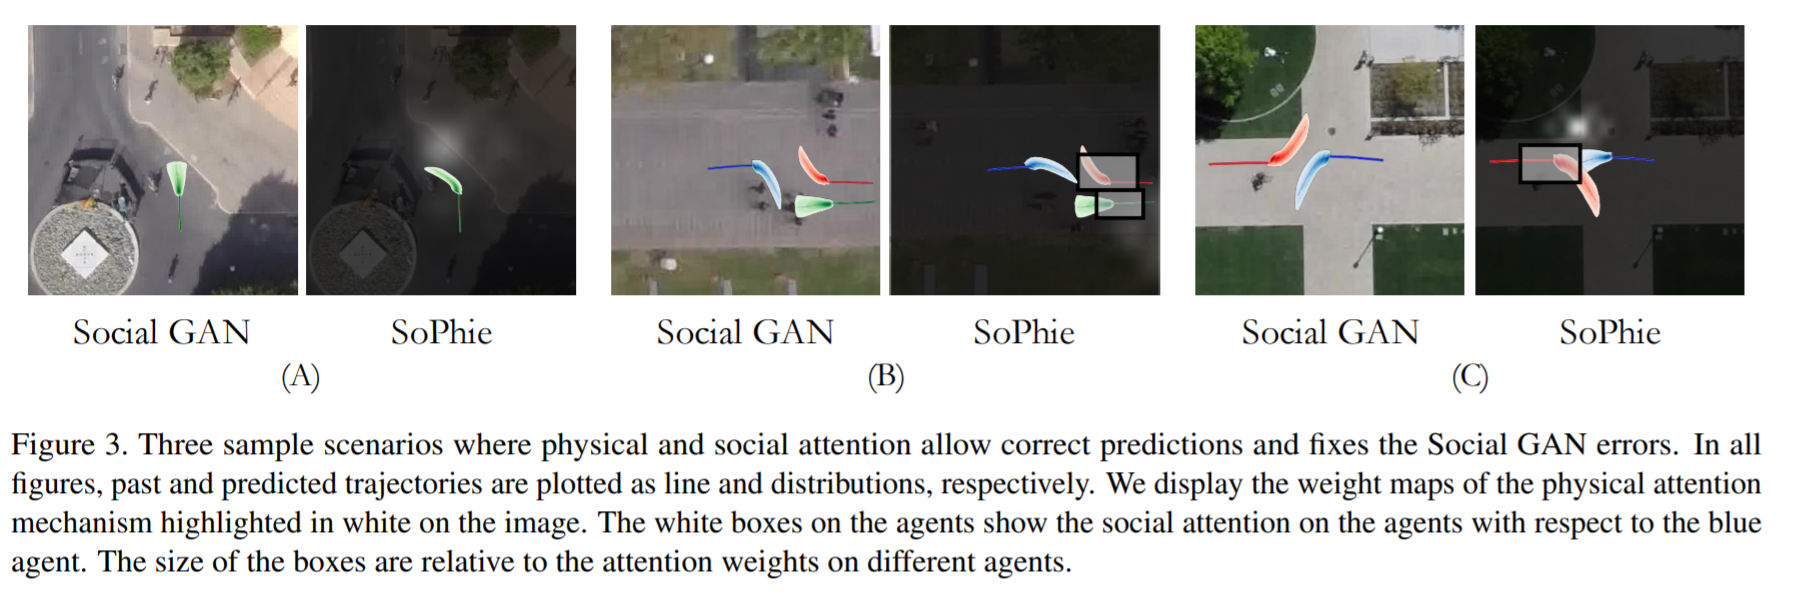 Social GAN SoPhie Social GAN SoPhie Social GAN SoPhie
(A) (B) (C)
Figure 3. Three sample scenarios where physical and social attention allow correct predictions and fixes the Social GAN errors. In all
figures, past and predicted trajectories are plotted as line and distributions, respectively. We display the weight maps of the physical attention
mechanism highlighted in white on the image. The white boxes on the agents show the social attention on the agents with respect to the blue
agent. The size of the boxes are relative to the attention weights on different agents.